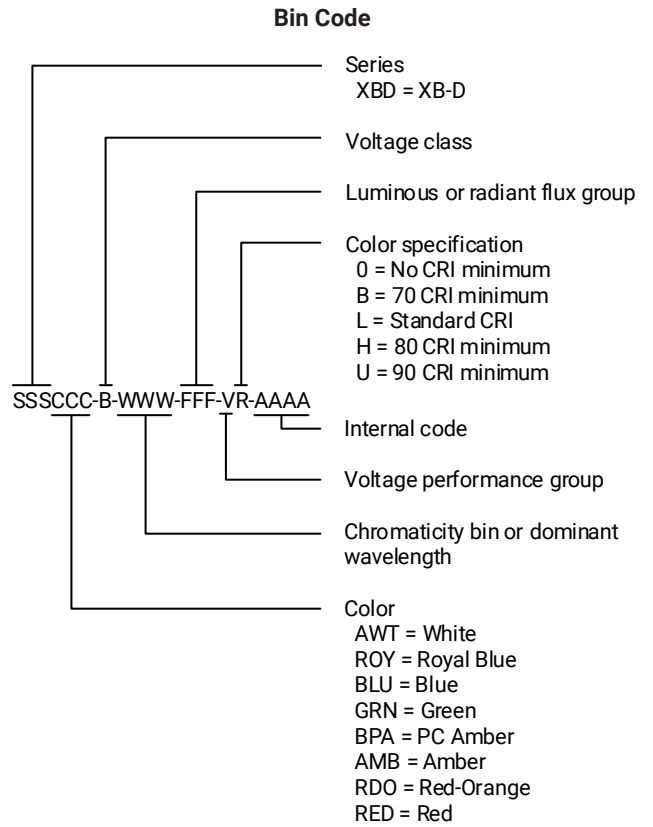 Bin Code
Series
XBD = XB-D
Voltage class
Luminous or radiant flux group
Color specification
0 = No CRI minimum
B = 70 CRI minimum
L = Standard CRI
H = 80 CRI minimum
U = 90 CRI minimum
SSSCCC-B-WWW-FFF-VR-AAAA
Internal code
Voltage performance group
Chromaticity bin or dominant
wavelength
Color
AWT = White
ROY = Royal Blue
BLU = Blue
GRN = Green
BPA = PC Amber
AMB = Amber
RDO = Red-Orange
RED = Red